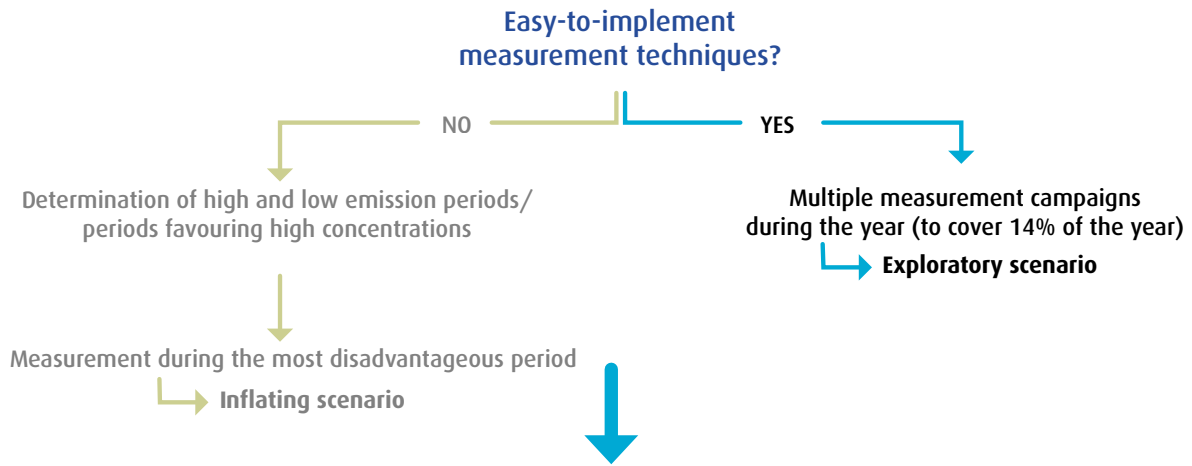 Easy-to-implement
measurement techniques?
NO
YES
Determination of high and low emission periods/
periods favouring high concentrations
Multiple measurement campaigns
during the year (to cover 14% of the year)
Exploratory scenario
Measurement during the most disadvantageous period
Inflating scenario